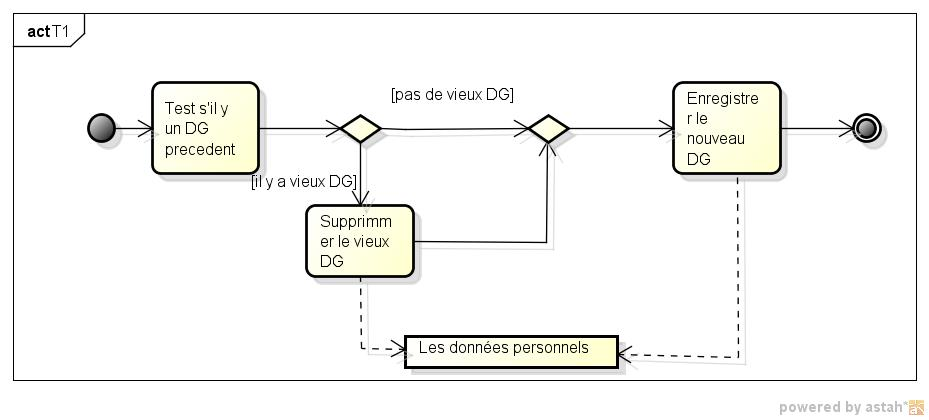 act T1
[pas de vieux DG]
Test s'il y
un DG
precedent
Enregistre
r le
nouveau
DG
[il y a vieux DG]
Supprimm
er le vieux
DG
Les données personnels
powered by astah*